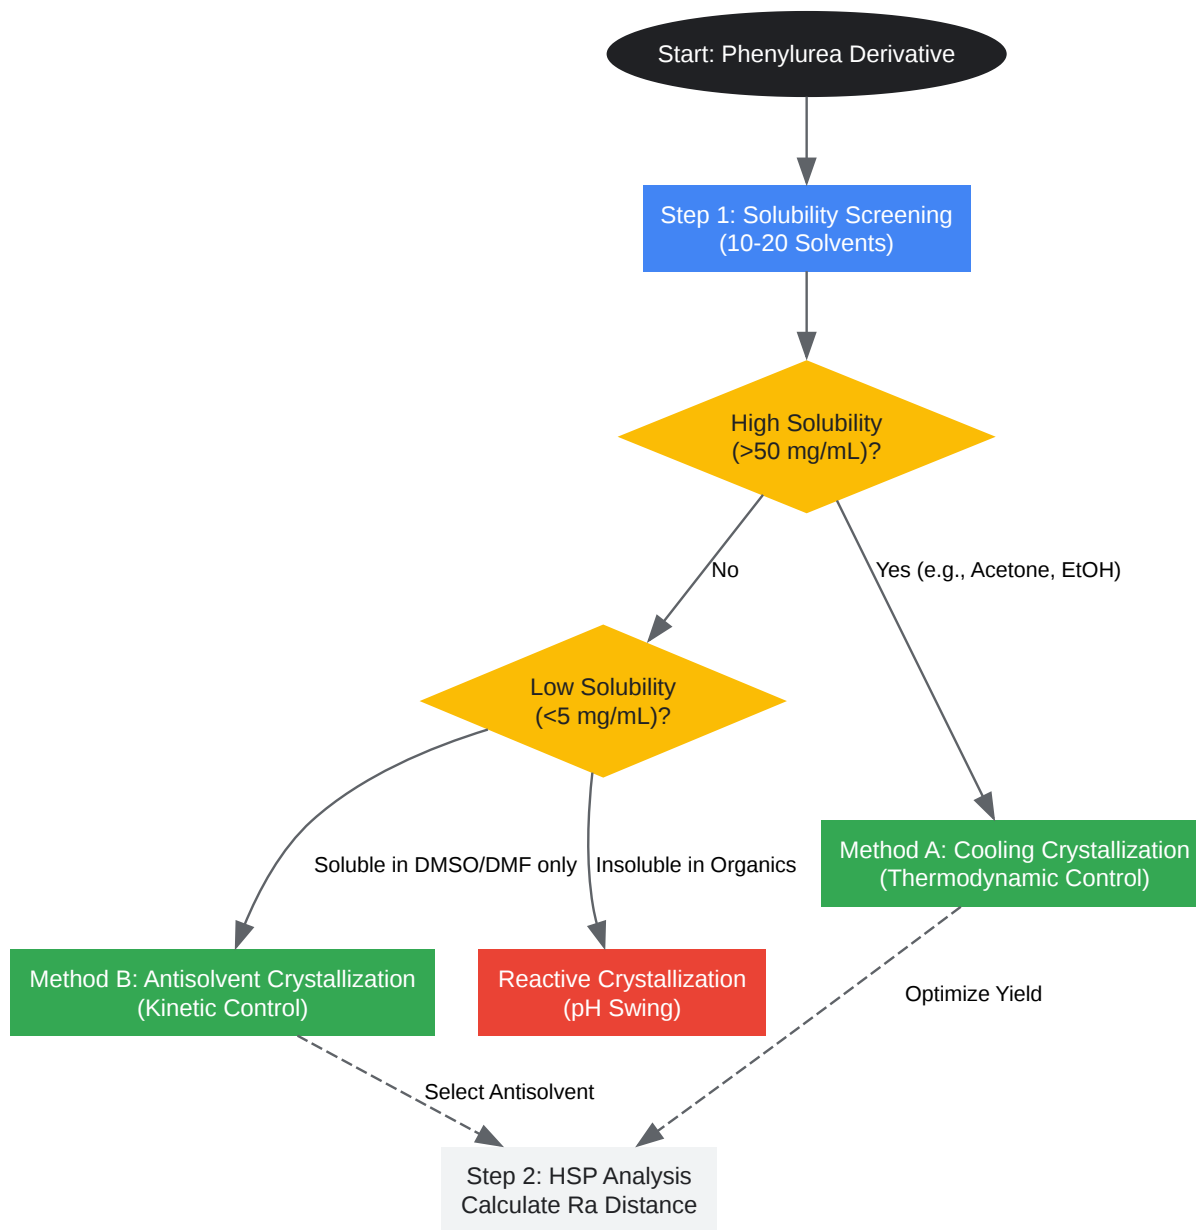 Start: Phenylurea Derivative
Step 1: Solubility Screening
(10-20 Solvents)
High Solubility
(>50 mg/mL)?
No
Yes (e.g., Acetone, EtOH)
Low Solubility
(<5 mg/mL)?
Soluble in DMSO/DMF only
Insoluble in Organics
Method A: Cooling Crystallization
(Thermodynamic Control)
Method B: Antisolvent Crystallization
(Kinetic Control)
Reactive Crystallization
(pH Swing)
Optimize Yield
Select Antisolvent
Step 2: HSP Analysis
Calculate Ra Distance